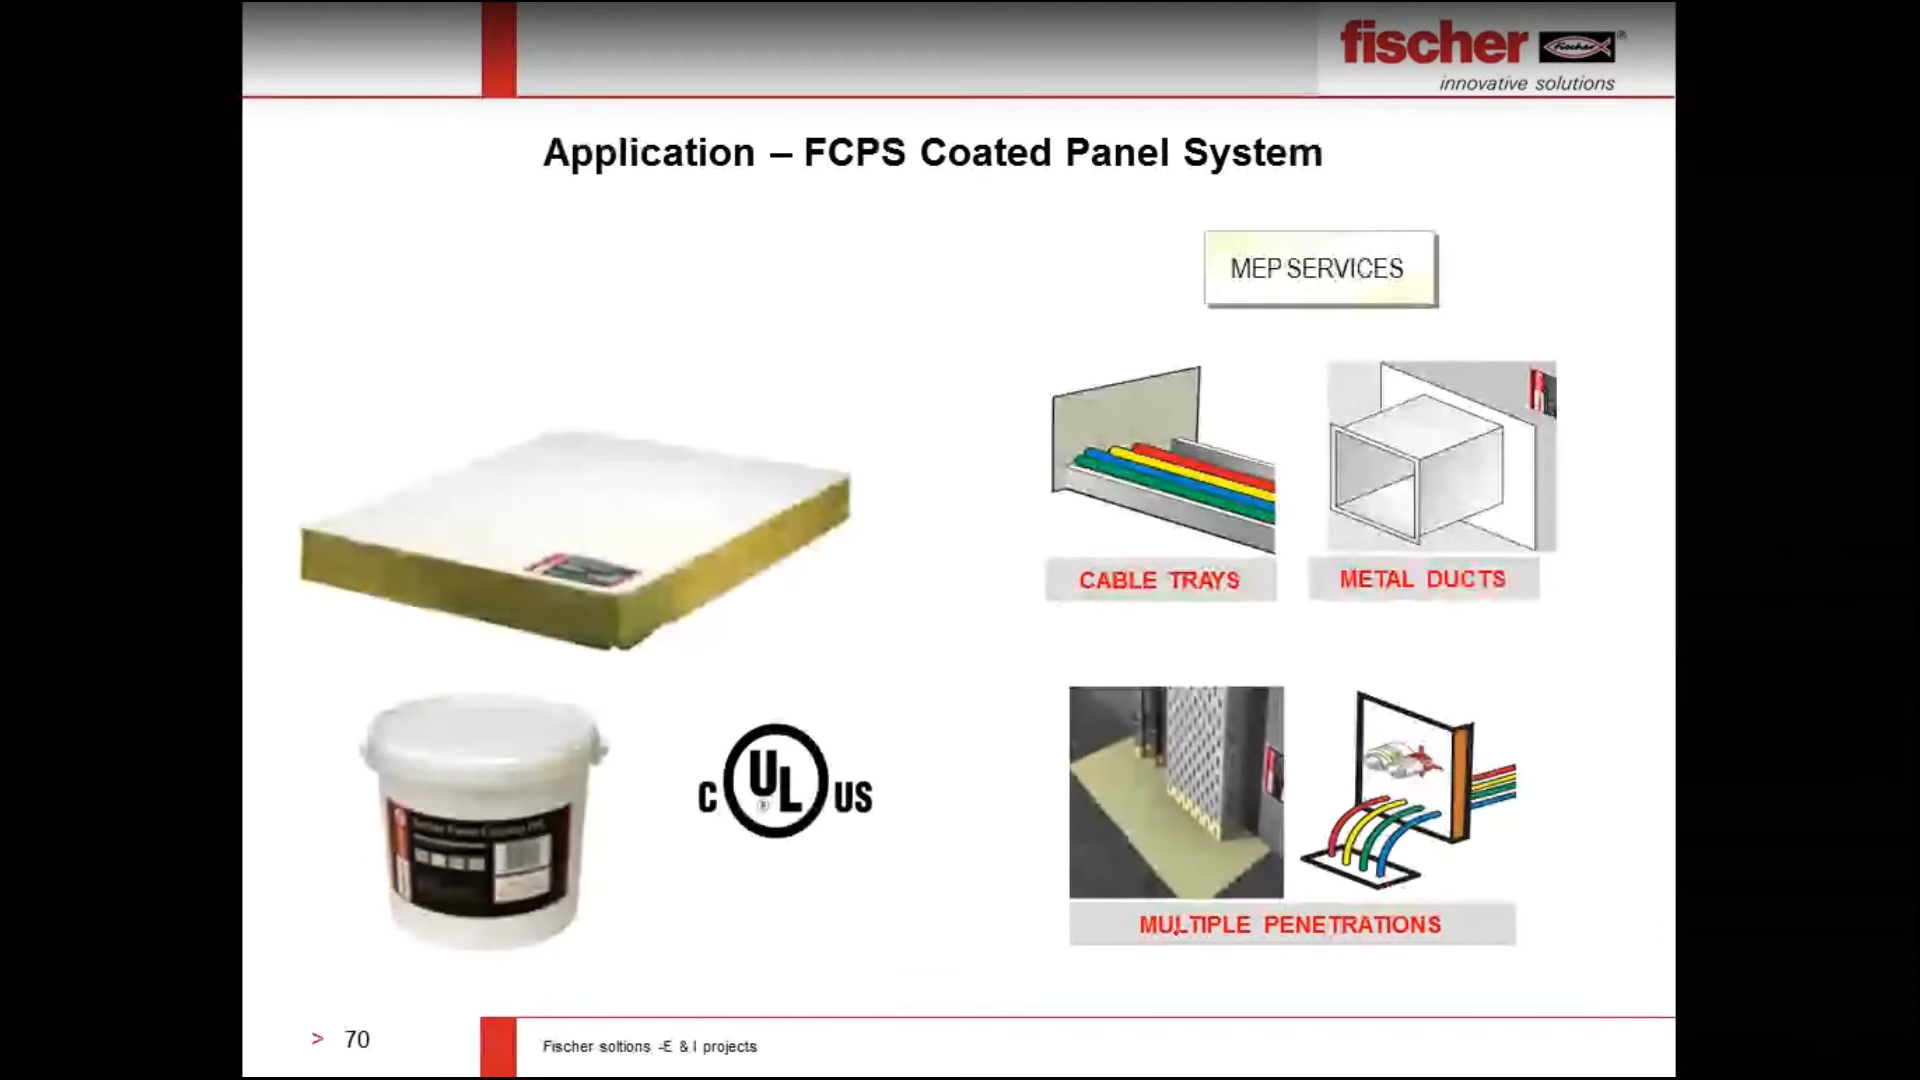 fischer
fischer
innovative solutions
Application – FCPS Coated Panel System
MEP SERVICES
CABLE TRAYS
METAL DUCTS
C UL US
MULTIPLE PENETRATIONS
> 70
Fischer soltions -E & I projects